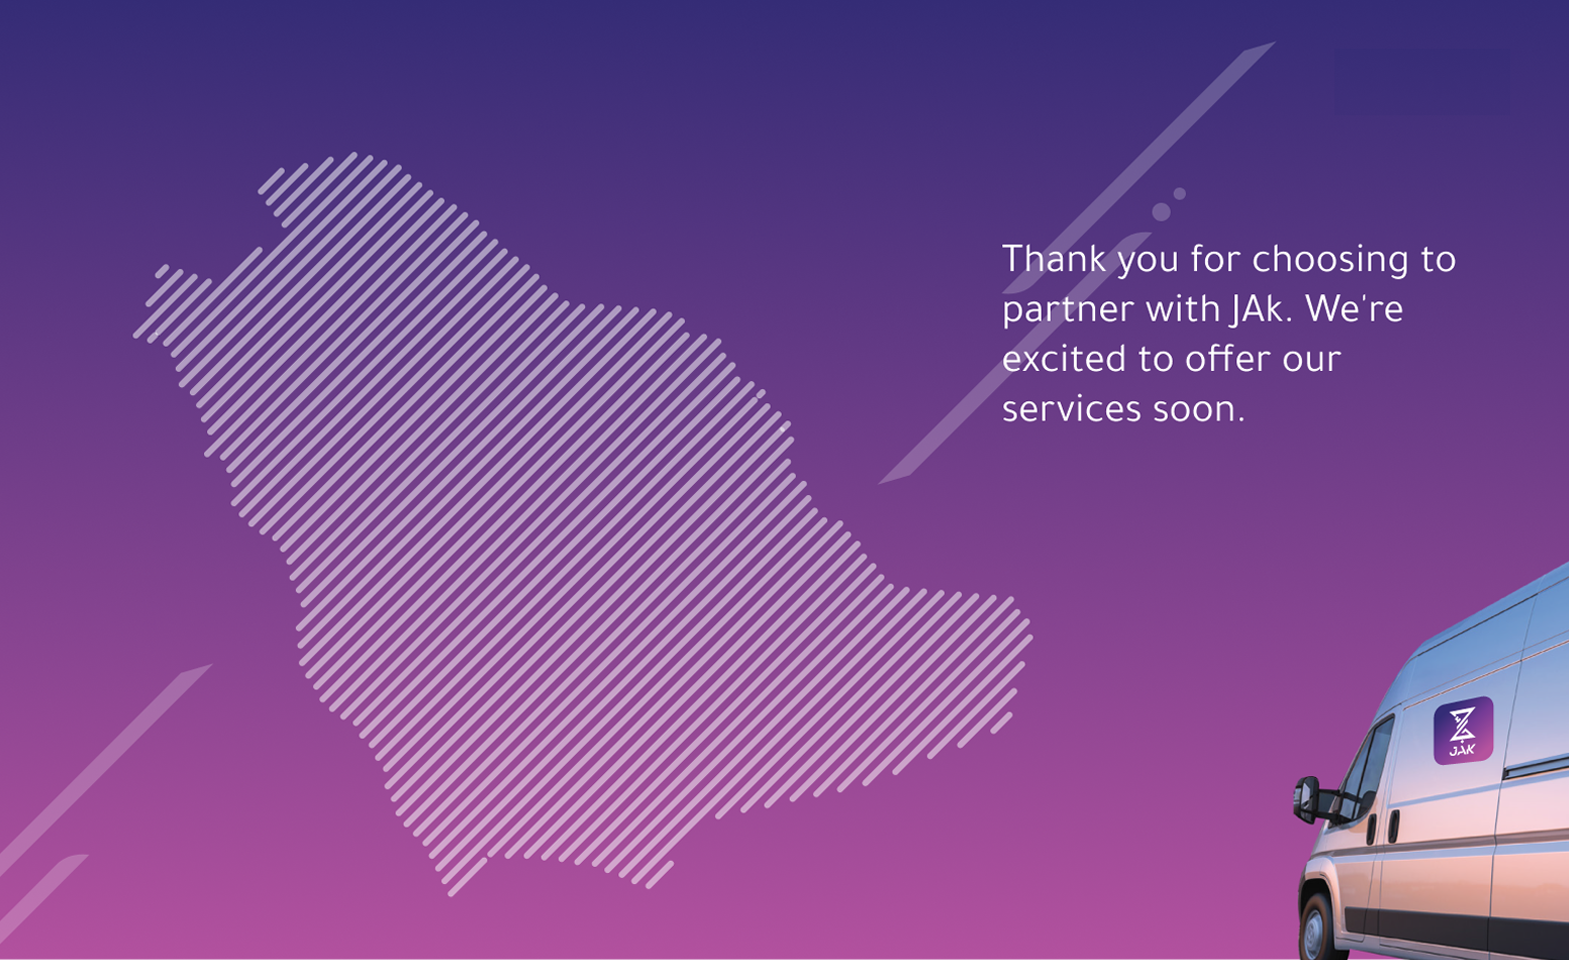 Thank you for choosing to
partner with JAk. We're
excited to offer our
services soon.
JAK